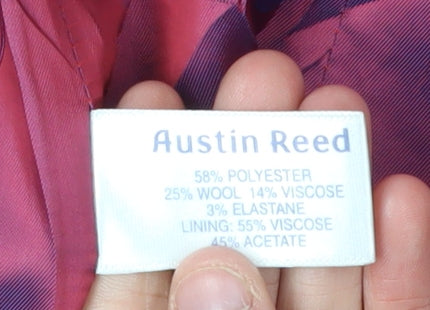 Austin Reed
58% POLYESTER
25% WOOL 14% VISCOSE
3% ELASTANE
LINING: 55% VISCOSE
45% ACETATE